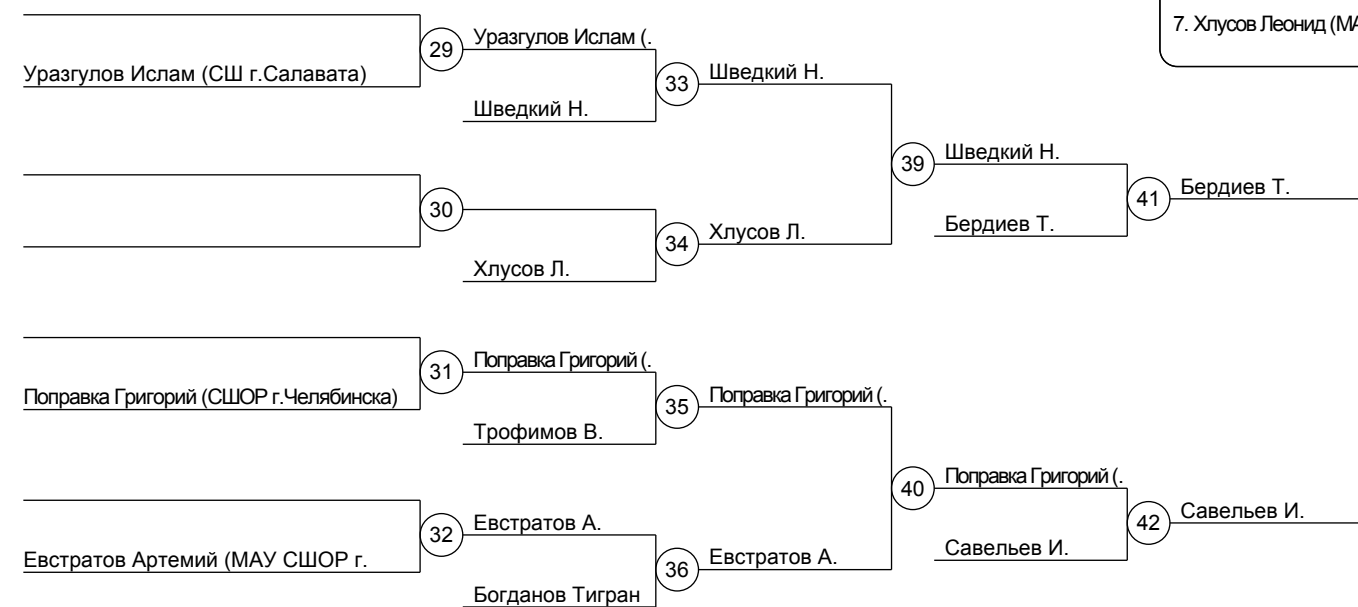 7. Хлусов Леонид (МА
29
Уразгулов Ислам (.
Уразгулов Ислам (СШ г.Салавата)
33
Шведкий Н.
Шведкий Н.
39
Шведкий Н.
30
41
Бердиев Т.
Бердиев Т.
34
Хлусов Л.
Хлусов Л.
31
Поправка Григорий (.
Поправка Григорий (СШОР г.Челябинска)
35
Поправка Григорий (.
Трофимов В.
40
Поправка Григорий (.
42
Савельев И.
32
Евстратов А.
Савельев И.
Евстратов Артемий (МАУ СШОР г.
36
Евстратов А.
Богданов Тигран